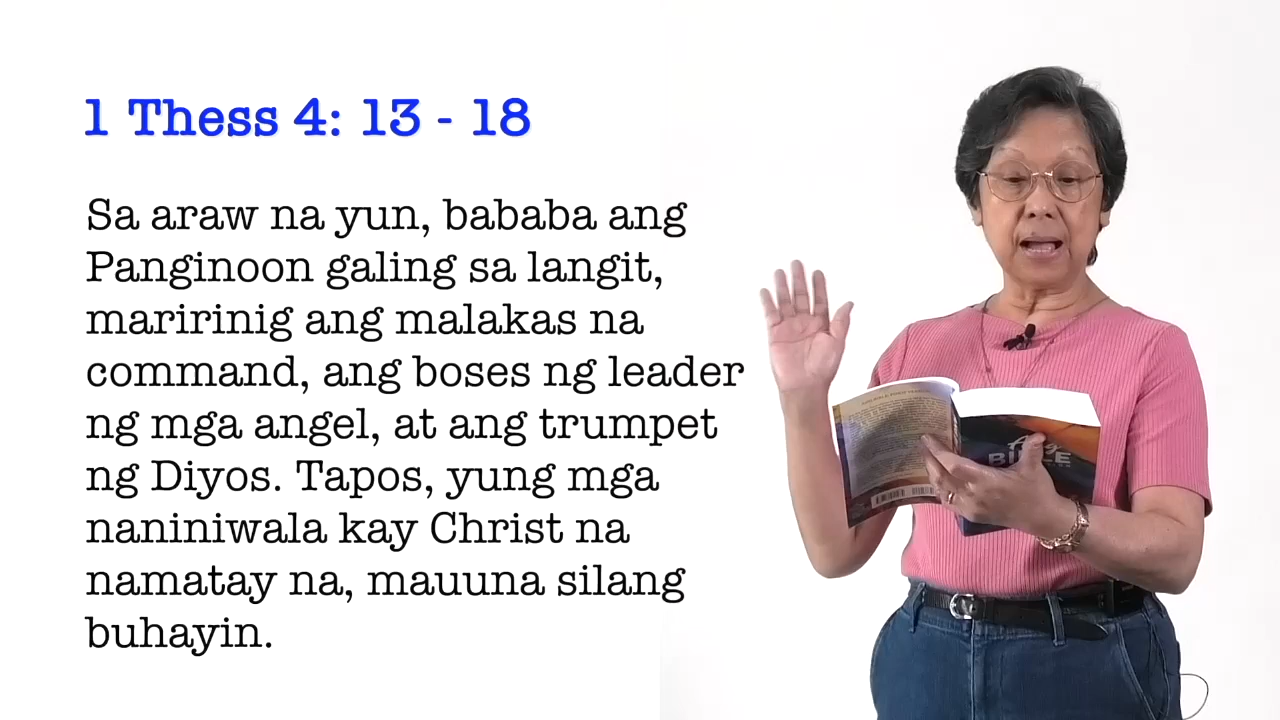 1 Thess 4: 13 - 18
Sa araw na yun, bababa ang
Panginoon galing sa langit,
maririnig ang malakas na
command, ang boses ng leader
ng mga angel, at ang trumpet
ng Diyos. Tapos, yung mga
naniniwala kay Christ na
namatay na, mauuna silang
buhayin.
Ang
BIBLE